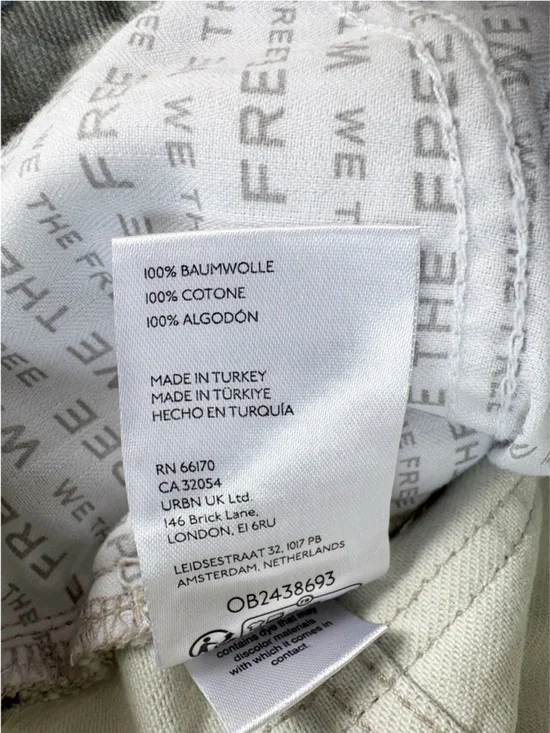 WE THE FREE
100% BAUMWOLLE
100% COTONE
100% ALGODÓN
MADE IN TURKEY
MADE IN TÜRKIYE
HECHO EN TURQUÍA
RN 66170
CA 32054
URBN UK Ltd.
146 Brick Lane,
LONDON, E1 6RU
LEIDSESTRAAT 32, 1017 PB
AMSTERDAM, NETHERLANDS
OB2438693
contains dye that may
discolor materials
with which it comes in
contact.